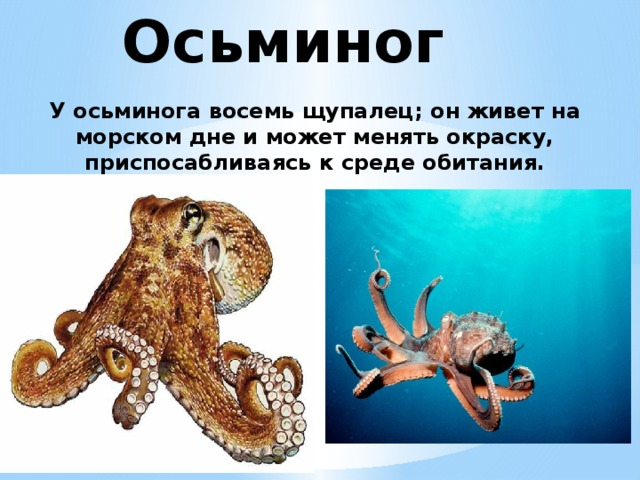 Осьминог
У осьминога восемь щупалец; он живет на
морском дне и может менять окраску,
приспосабливаясь к среде обитания.